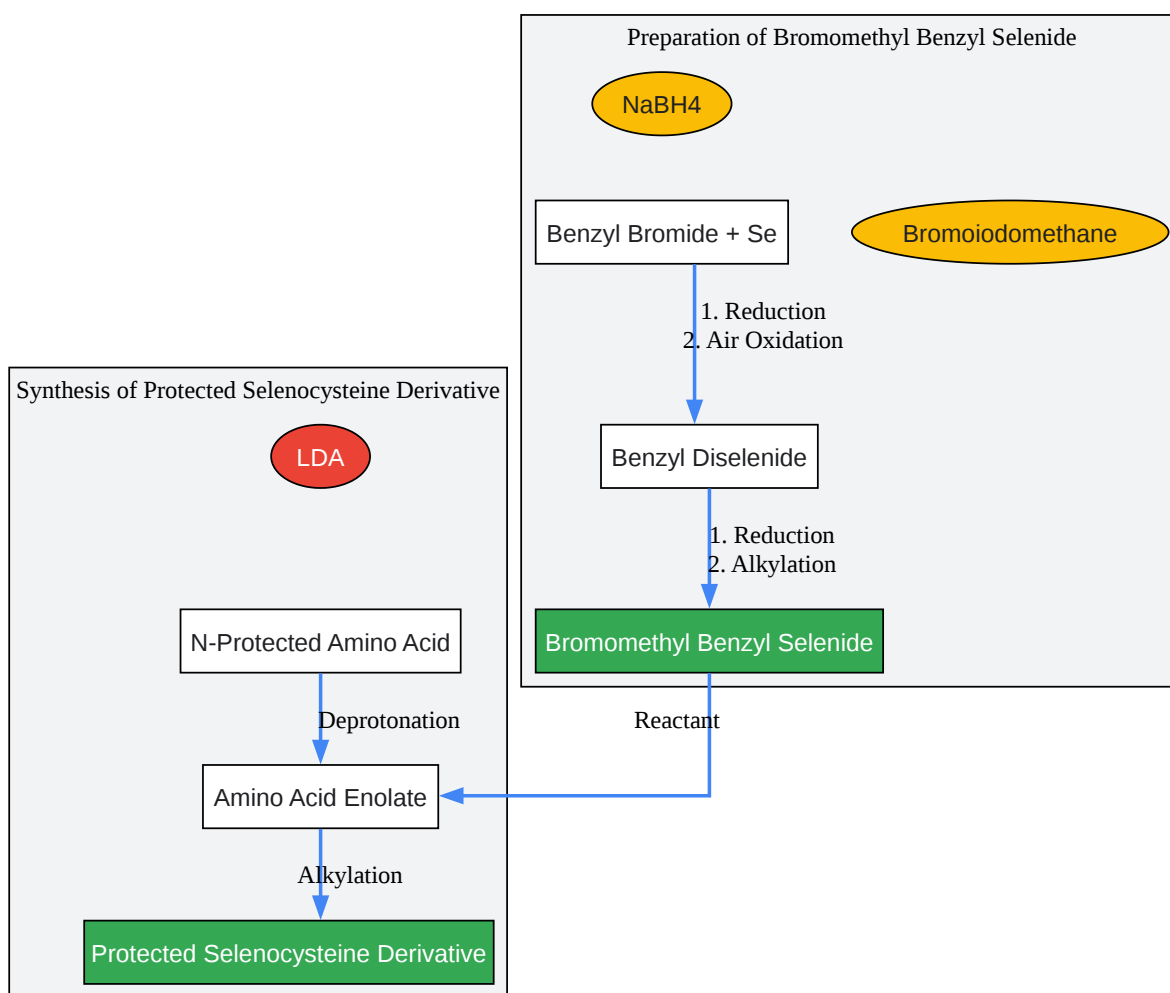 Preparation of Bromomethyl Benzyl Selenide
NaBH4
Benzyl Bromide + Se
Bromoiodomethane
1. Reduction
2. Air Oxidation
Benzyl Diselenide
1. Reduction
2. Alkylation
Bromomethyl Benzyl Selenide
Reactant
Synthesis of Protected Selenocysteine Derivative
LDA
N-Protected Amino Acid
Deprotonation
Amino Acid Enolate
Alkylation
Protected Selenocysteine Derivative